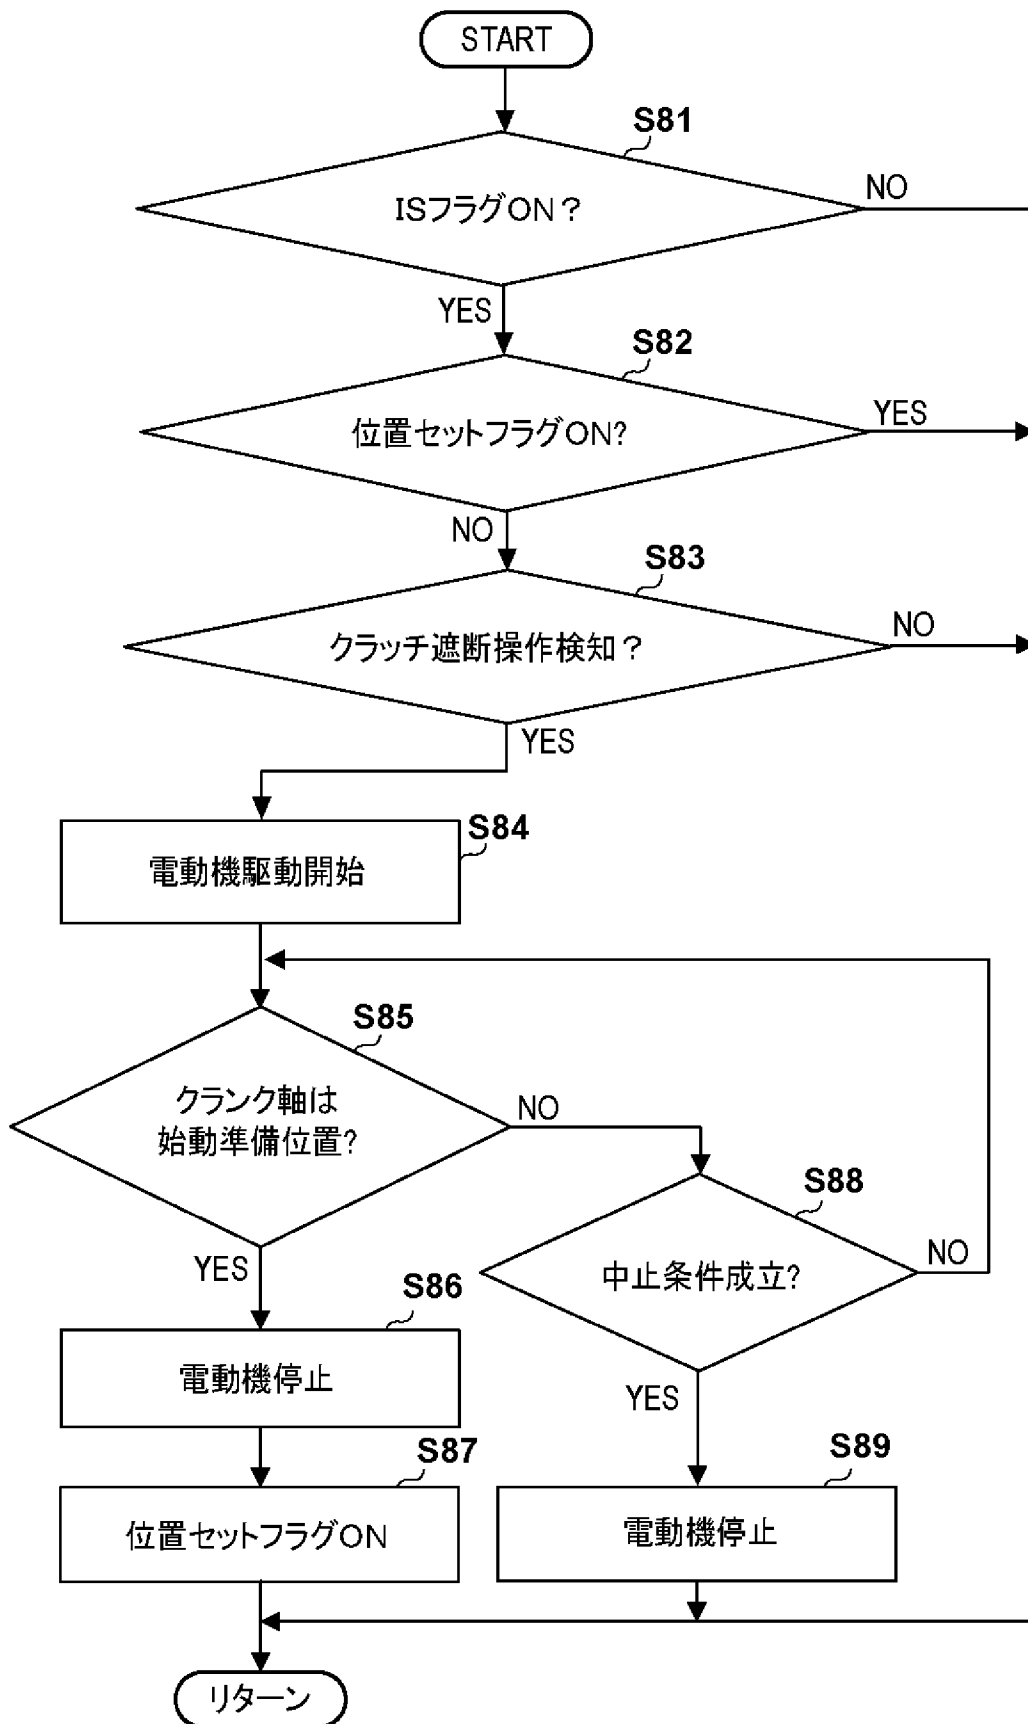 START
S81
ISフラグON？
NO
YES
S82
位置セットフラグON?
YES
NO
S83
クラッチ遮断操作検知？
NO
YES
S84
電動機駆動開始
S85
クランク軸は
始動準備位置?
NO
YES
S88
中止条件成立?
NO
YES
S86
電動機停止
S87
位置セットフラグON
S89
電動機停止
リターン